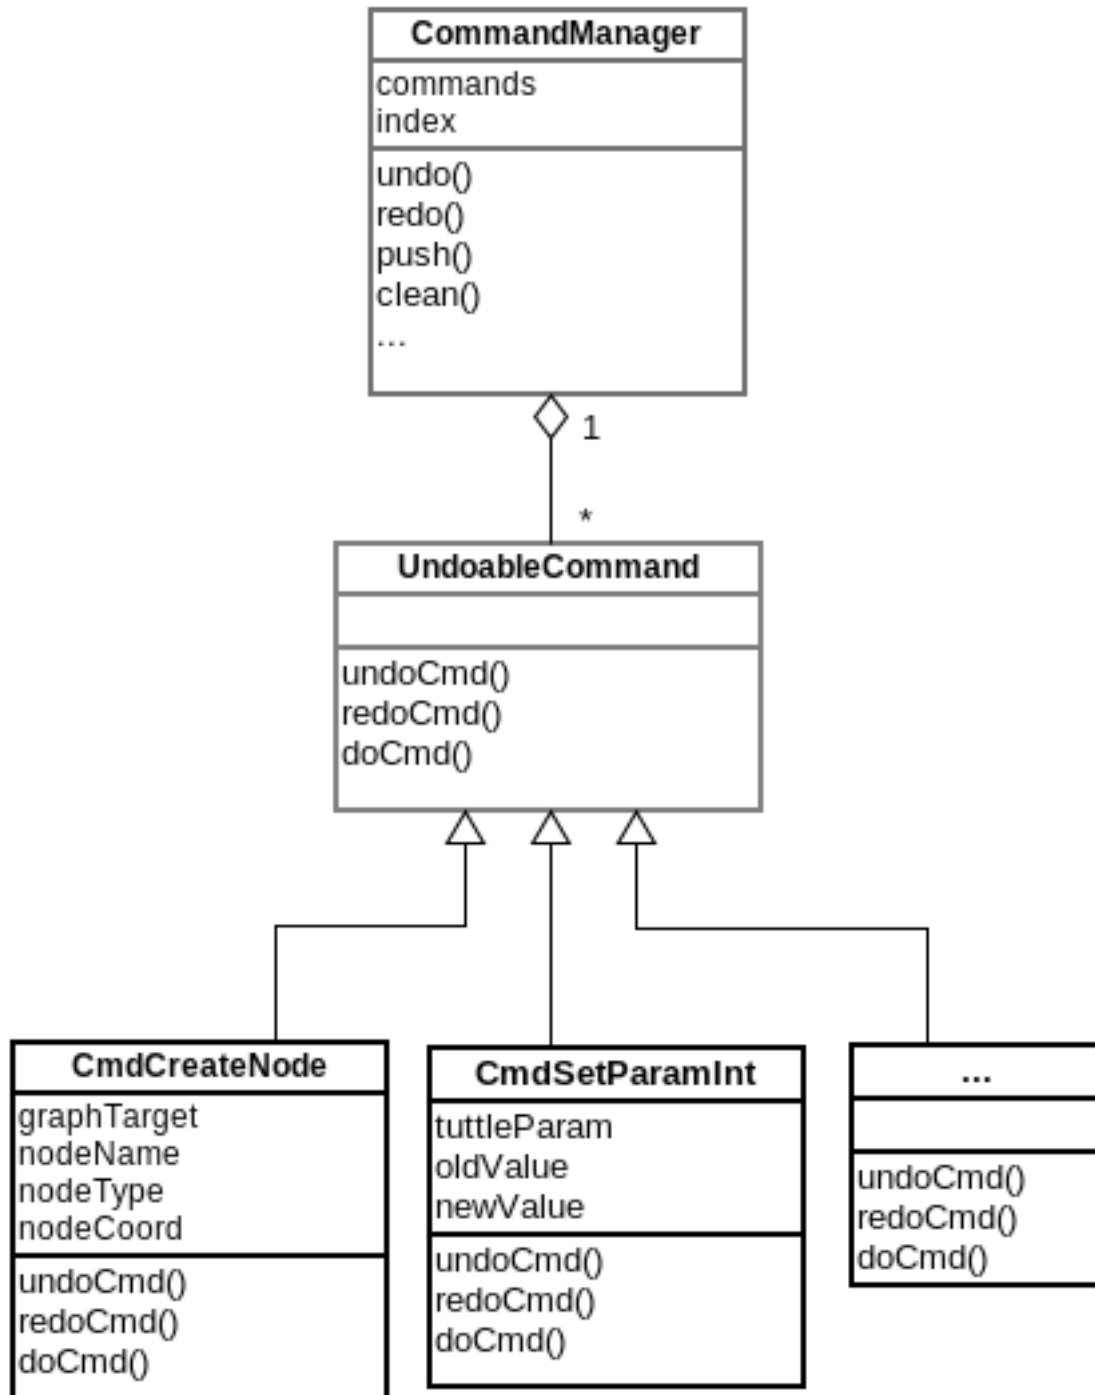 CommandManager
commands
index
undo()
redo()
push()
clean()
...
1
*
UndoableCommand
undoCmd()
redoCmd()
doCmd()
CmdCreateNode
graphTarget
nodeName
nodeType
nodeCoord
undoCmd()
redoCmd()
doCmd()
CmdSetParamInt
tuttleParam
oldValue
newValue
undoCmd()
redoCmd()
doCmd()
...
undoCmd()
redoCmd()
doCmd()